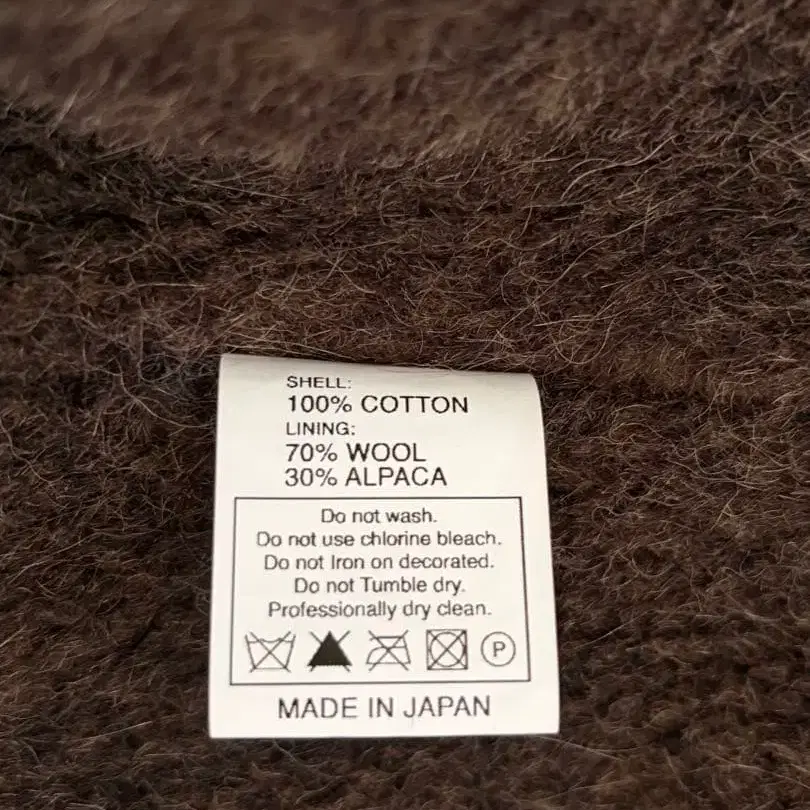 SHELL:
100% COTTON
LINING:
70% WOOL
30% ALPACA
Do not wash.
Do not use chlorine bleach.
Do not Iron on decorated.
Do not Tumble dry.
Professionally dry clean.
P
MADE IN JAPAN